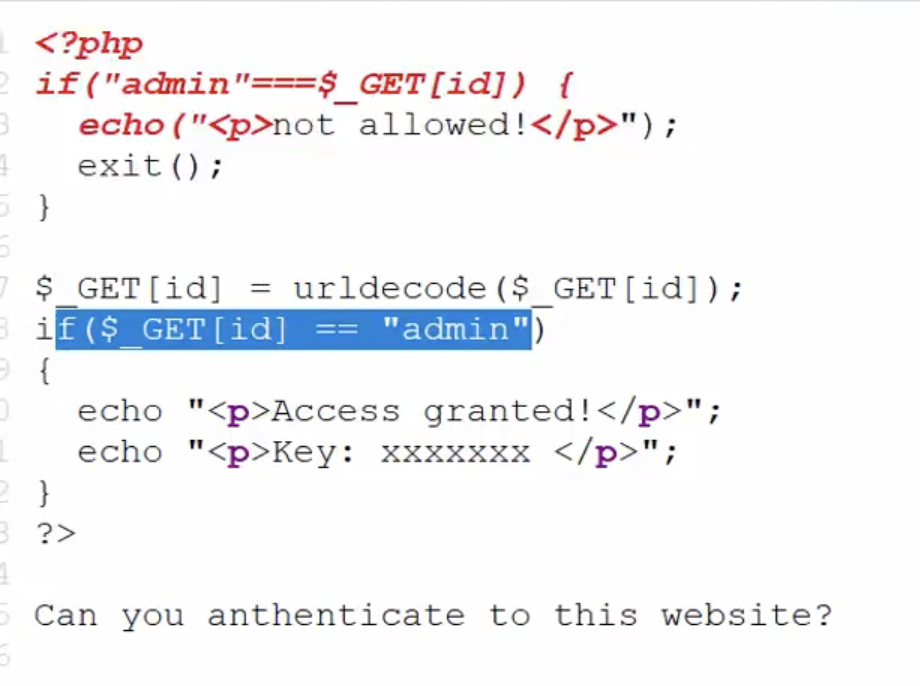 1 <?php
2 if("admin"===$_GET[id]) {
3   echo("<p>not allowed!</p>");
4   exit();
5 }
6
7 $_GET[id] = urldecode($_GET[id]);
8 if($_GET[id] == "admin")
9 {
0   echo "<p>Access granted!</p>";
1   echo "<p>Key: xxxxxxx </p>";
2 }
3 ?>
4
5 Can you anthenticate to this website?
6